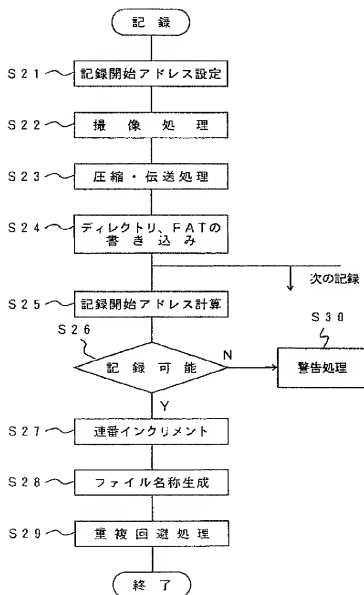 記録
S21 記録開始アドレス設定
S22 撮像処理
S23 圧縮・伝送処理
S24 ディレクトリ、FATの
書き込み
次の記録
S25 記録開始アドレス計算
S26 記録可能
N
S30
警告処理
Y
S27 連番インクリメント
S28 ファイル名称生成
S29 重複回避処理
終了